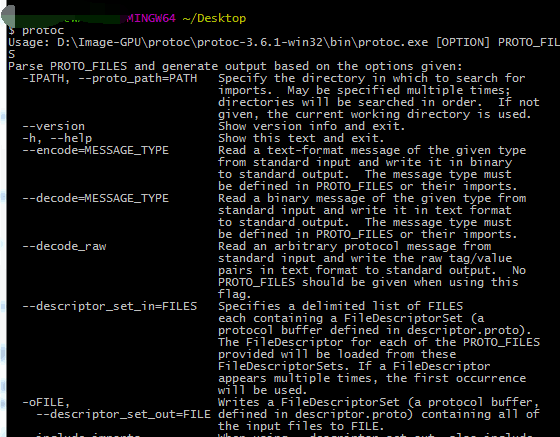 MINGW64 ~/Desktop
$ protoc
Usage: D:\Image-GPU\protoc\protoc-3.6.1-win32\bin\protoc.exe [OPTION] PROTO_FIL
S
Parse PROTO_FILES and generate output based on the options given:
-IPATH, --proto_path=PATH   Specify the directory in which to search for
imports.  May be specified multiple times;
directories will be searched in order.  If not
given, the current working directory is used.
--version                   Show version info and exit.
-h, --help                  Show this text and exit.
--encode=MESSAGE_TYPE       Read a text-format message of the given type
from standard input and write it in binary
to standard output.  The message type must
be defined in PROTO_FILES or their imports.
--decode=MESSAGE_TYPE       Read a binary message of the given type from
standard input and write it in text format
to standard output.  The message type must
be defined in PROTO_FILES or their imports.
--decode_raw                Read an arbitrary protocol message from
standard input and write the raw tag/value
pairs in text format to standard output.  No
PROTO_FILES should be given when using this
flag.
--descriptor_set_in=FILES   Specifies a delimited list of FILES
each containing a FileDescriptorSet (a
protocol buffer defined in descriptor.proto).
The FileDescriptor for each of the PROTO_FILES
provided will be loaded from these
FileDescriptorSets. If a FileDescriptor
appears multiple times, the first occurrence
will be used.
-oFILE,                     Writes a FileDescriptorSet (a protocol buffer,
--descriptor_set_out=FILE defined in descriptor.proto) containing all of
the input files to FILE.